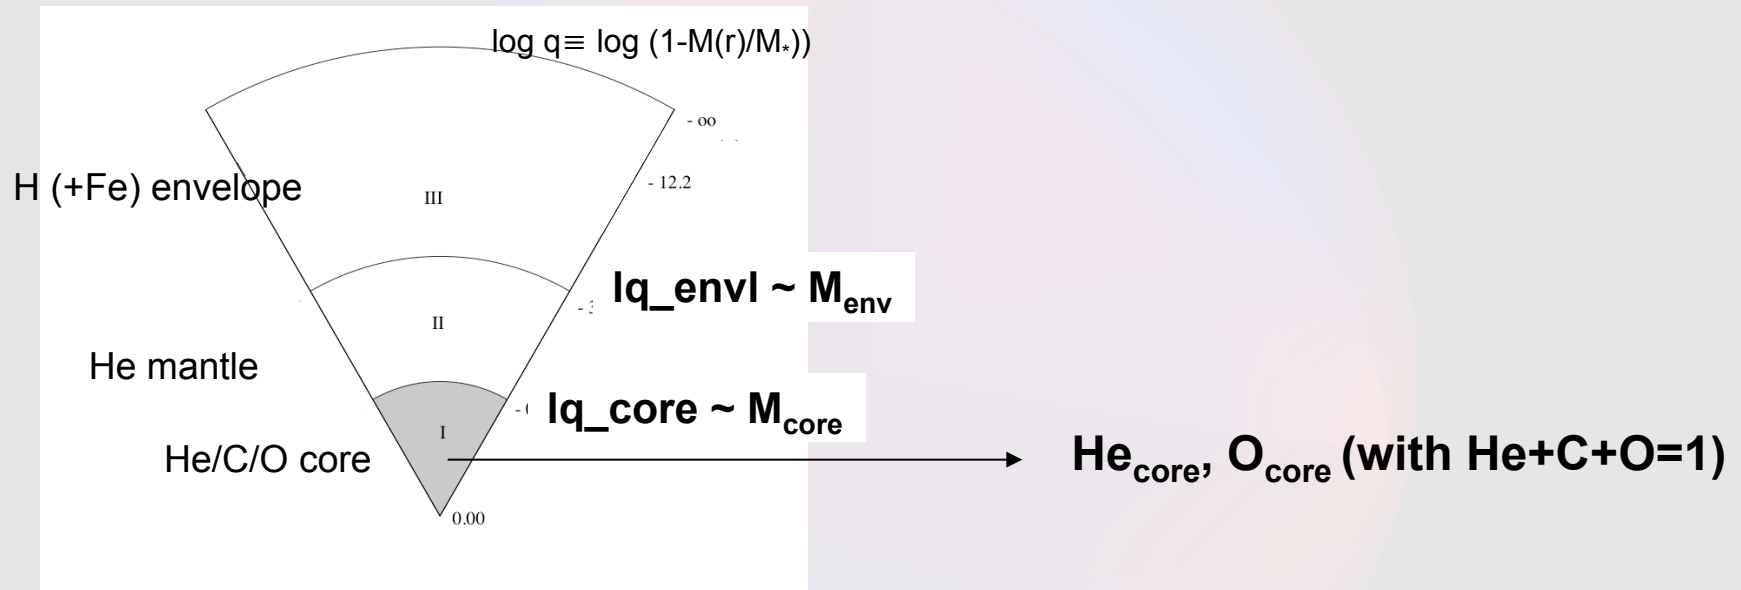 log q≡ log (1-M(r)/M*))
- oo
- 12.2
H (+Fe) envelope
III
lq_envl ~ Menv
II
He mantle
lq_core ~ Mcore
I
He/C/O core
Hecore, Ocore (with He+C+O=1)
0.00